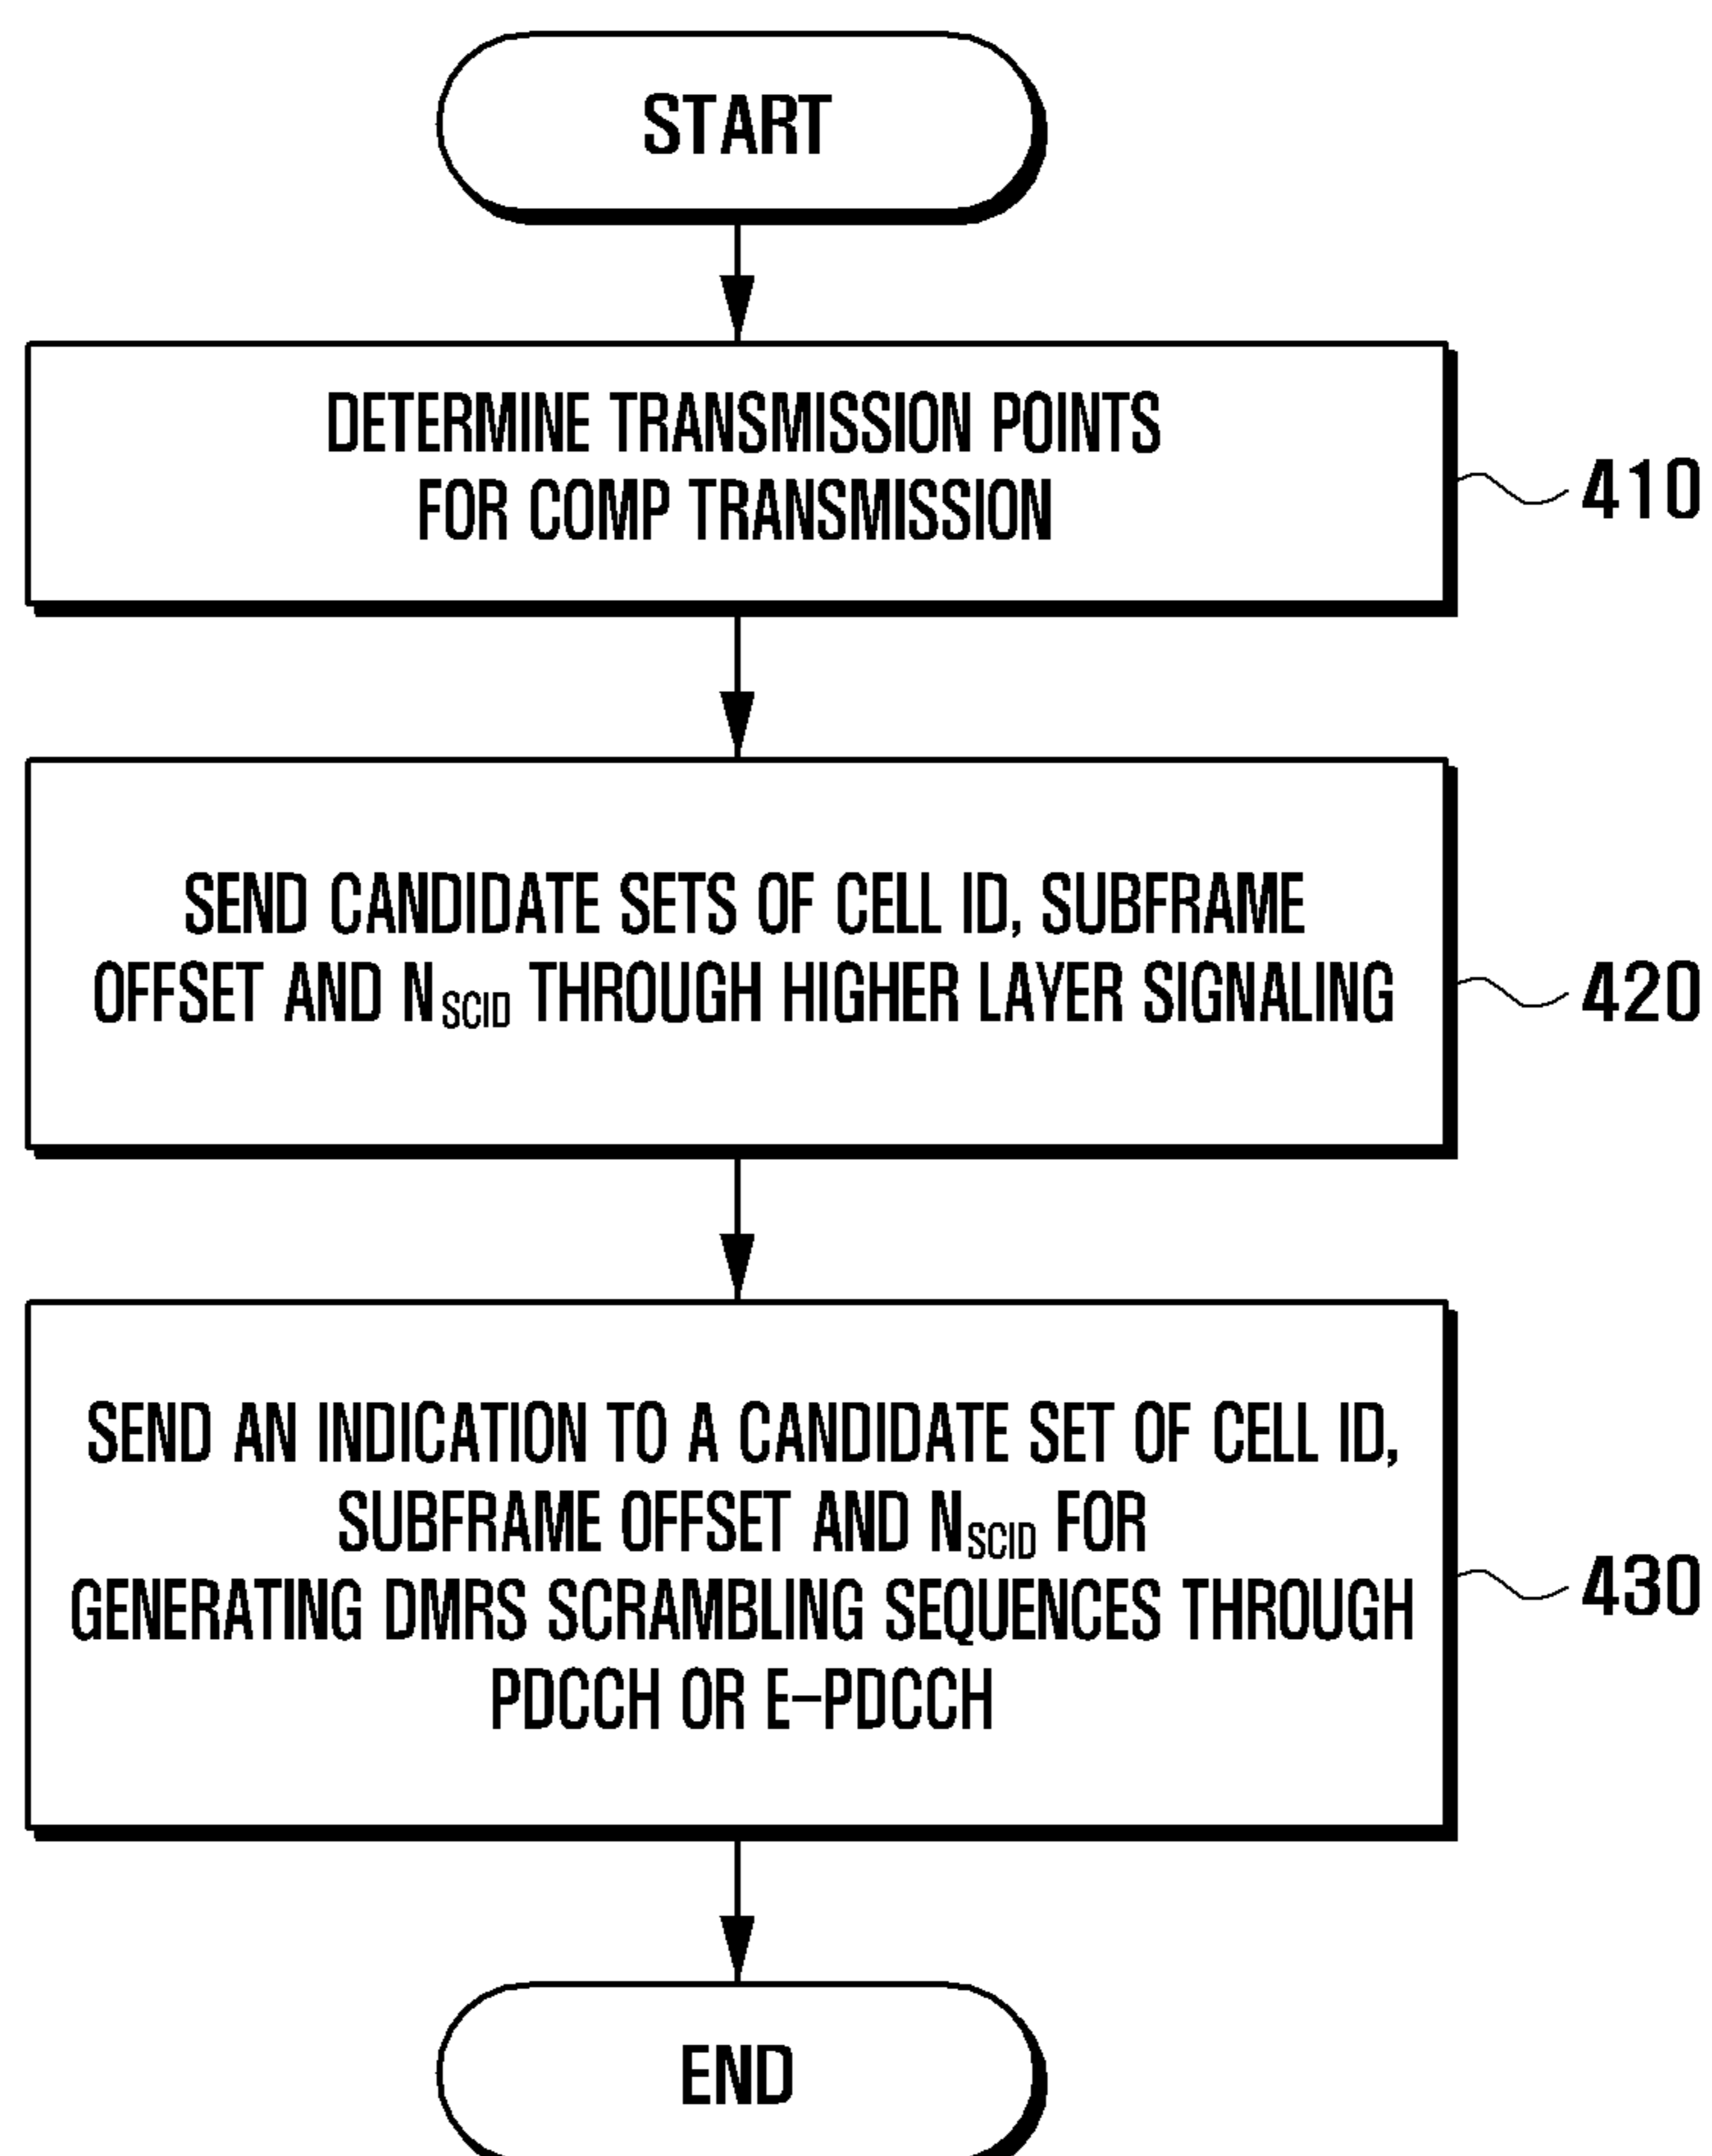 START
DETERMINE TRANSMISSION POINTS
FOR COMP TRANSMISSION
410
SEND CANDIDATE SETS OF CELL ID, SUBFRAME
OFFSET AND N_SCID THROUGH HIGHER LAYER SIGNALING
420
SEND AN INDICATION TO A CANDIDATE SET OF CELL ID,
SUBFRAME OFFSET AND N_SCID FOR
GENERATING DMRS SCRAMBLING SEQUENCES THROUGH
PDCCH OR E-PDCCH
430
END